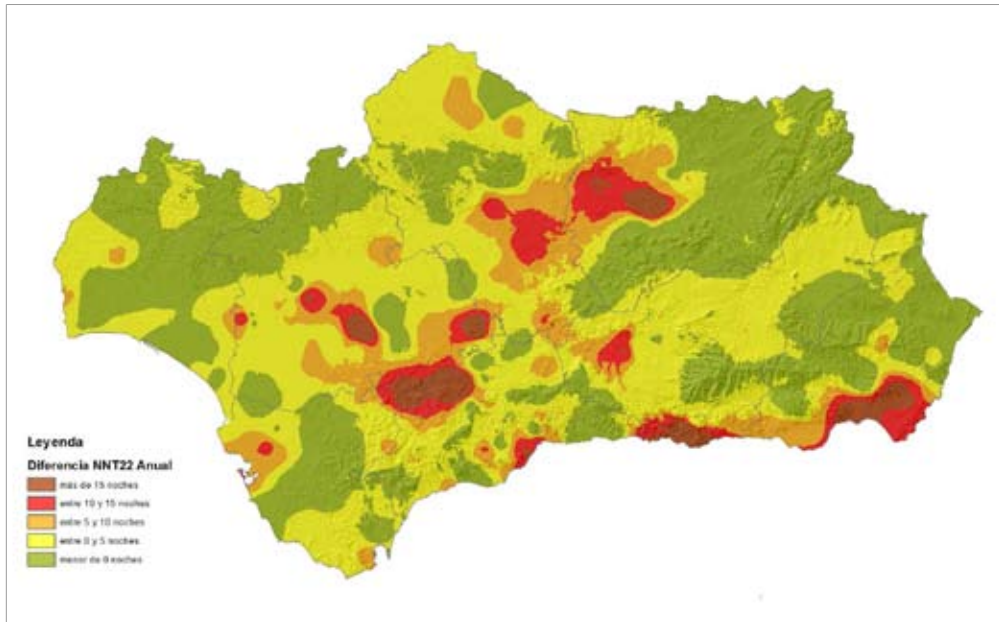 Leyenda
Diferencia NNT22 Anual
más de 15 noches
entre 10 y 15 noches
entre 5 y 10 noches
entre 0 y 5 noches
menor de 0 noches